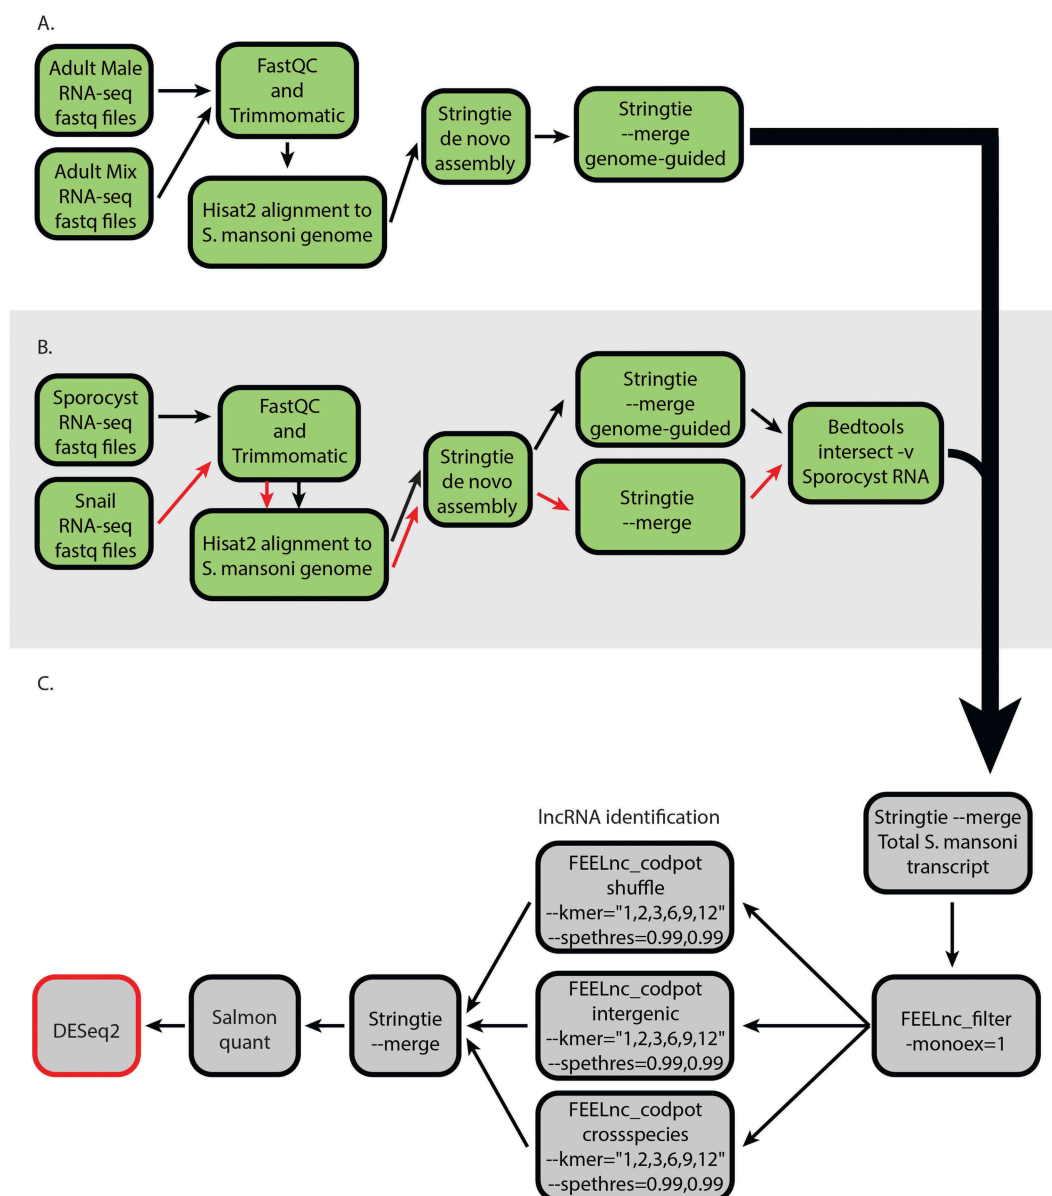 A.
Adult Male
RNA-seq
fastq files
Adult Mix
RNA-seq
fastq files
FastQC
and
Trimmomatic
Hisat2 alignment to
S. mansoni genome
Stringtie
de novo
assembly
Stringtie
--merge
genome-guided
B.
Sporocyst
RNA-seq
fastq files
Snail
RNA-seq
fastq files
FastQC
and
Trimmomatic
Hisat2 alignment to
S. mansoni genome
Stringtie
de novo
assembly
Stringtie
--merge
genome-guided
Stringtie
--merge
Bedtools
intersect -v
Sporocyst RNA
C.
Stringtie --merge
Total S. mansoni
transcript
FEELnc_filter
-monoex=1
lncRNA identification
FEELnc_codpot
shuffle
--kmer="1,2,3,6,9,12"
--spethres=0.99,0.99
FEELnc_codpot
intergenic
--kmer="1,2,3,6,9,12"
--spethres=0.99,0.99
FEELnc_codpot
crossspecies
--kmer="1,2,3,6,9,12"
--spethres=0.99,0.99
Stringtie
--merge
Salmon
quant
DESeq2